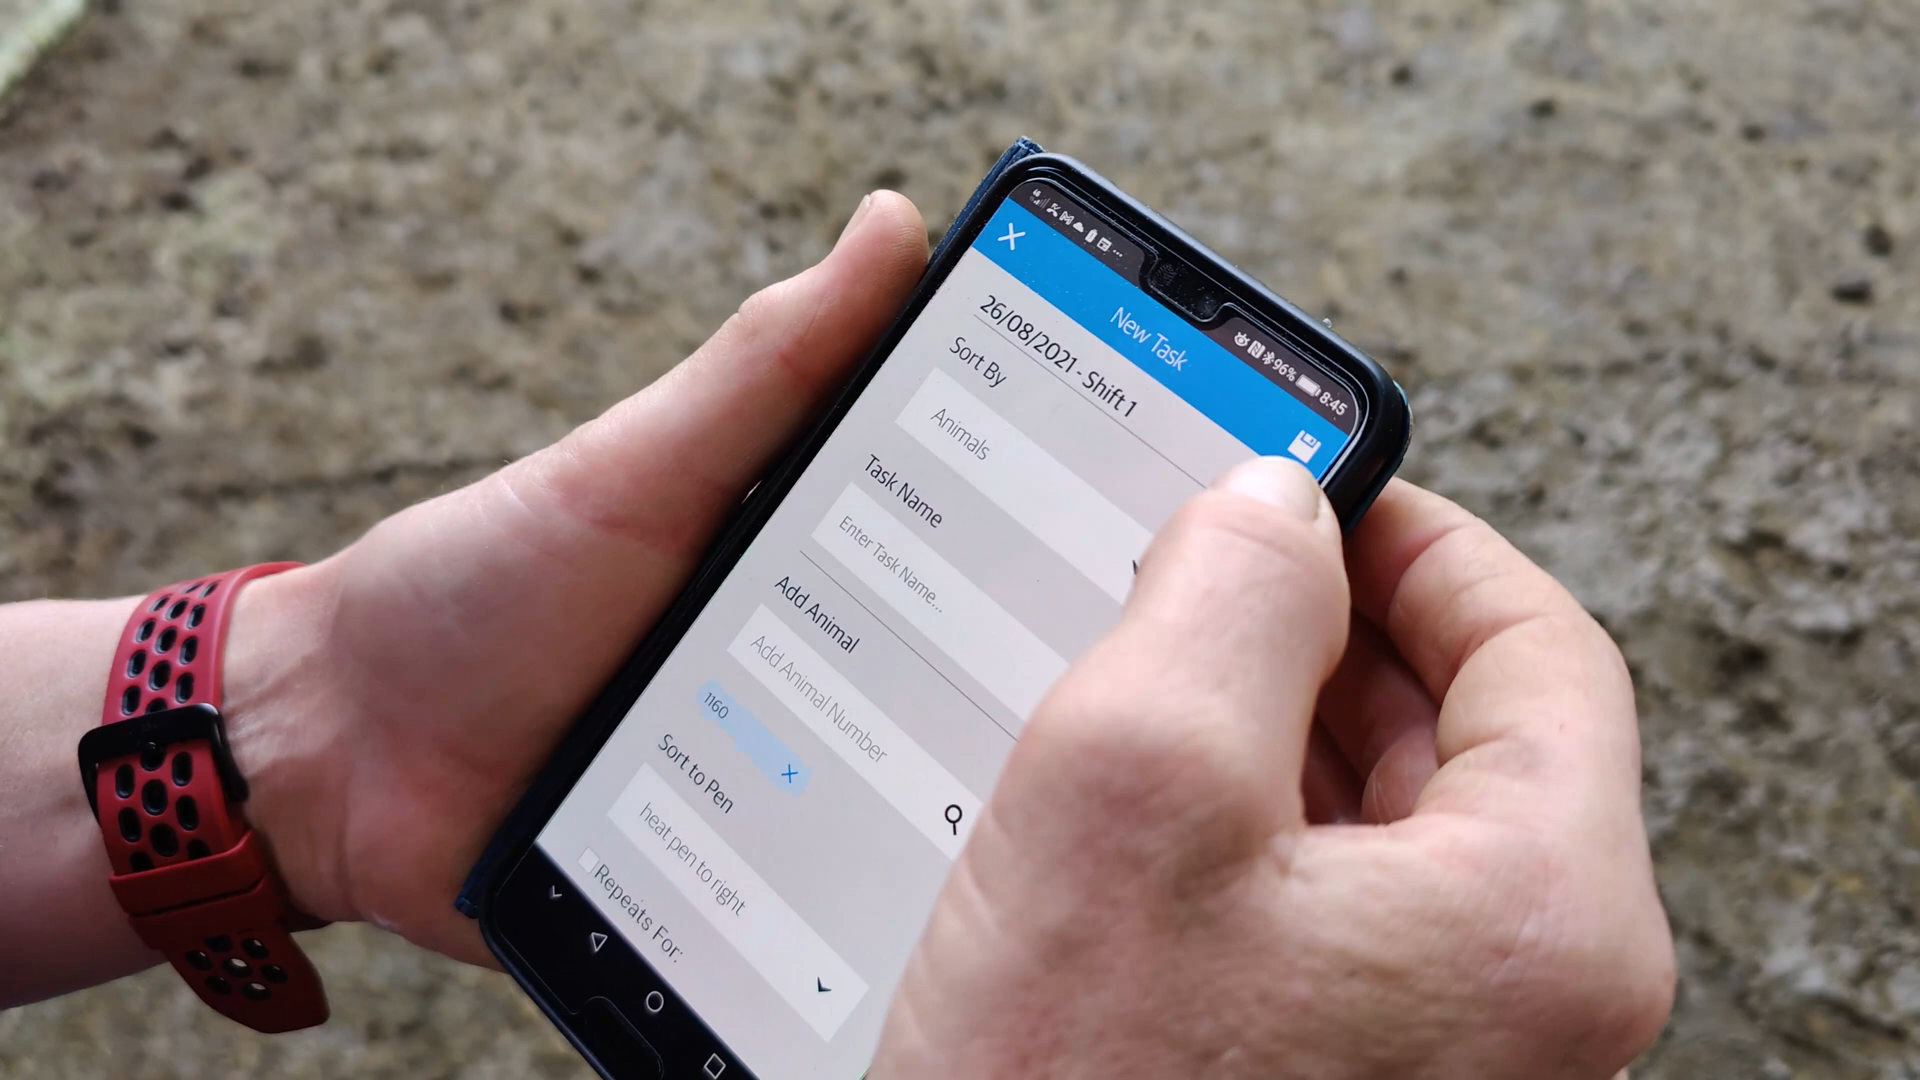 96% 8:45
New Task
26/08/2021 - Shift 1
Sort By
Animals
Task Name
Enter Task Name...
Add Animal
Add Animal Number
1160
Sort to Pen
heat pen to right
Repeats For: